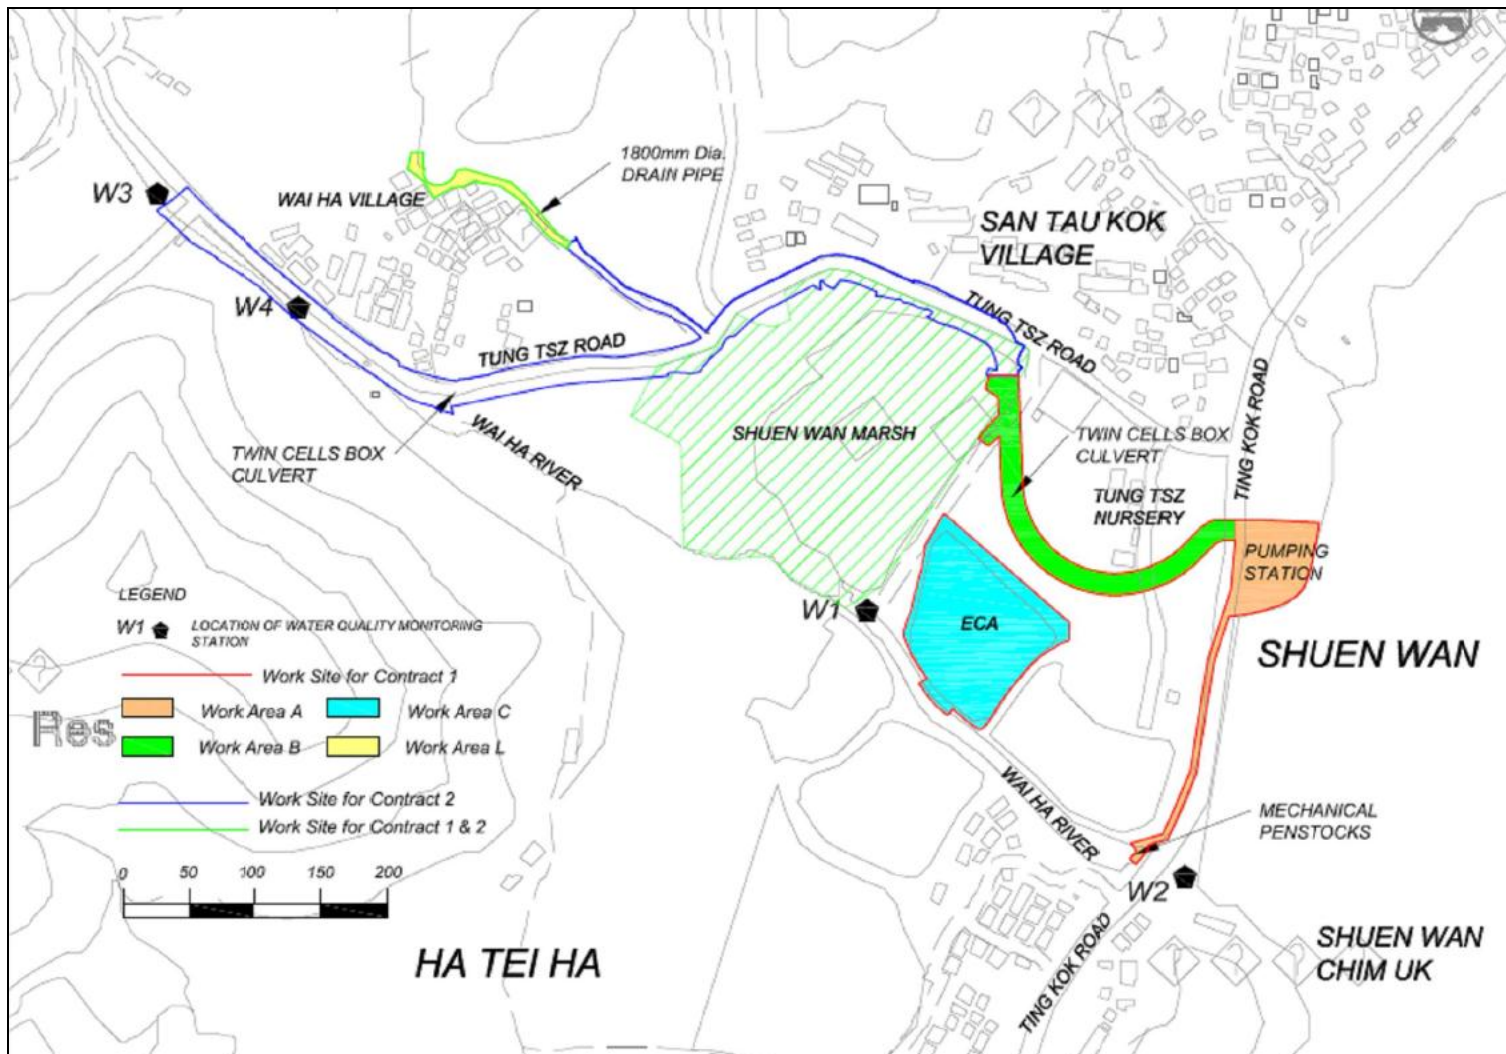 W3
WAI HA VILLAGE
1800mm Dia.
DRAIN PIPE
SAN TAU KOK
VILLAGE
W4
TUNG TSZ ROAD
TUNG TSZ ROAD
TING KOK ROAD
TWIN CELLS BOX
CULVERT
WAI HA RIVER
SHUEN WAN MARSH
TWIN CELLS BOX
CULVERT
TUNG TSZ
NURSERY
PUMPING
STATION
W1
ECA
SHUEN WAN
LEGEND
W1 LOCATION OF WATER QUALITY MONITORING
STATION
Work Site for Contract 1
Work Area A
Work Area C
Work Area B
Work Area L
Work Site for Contract 2
Work Site for Contract 1 & 2
0 50 100 150 200
Res
WAI HA RIVER
MECHANICAL
PENSTOCKS
W2
TING KOK ROAD
HA TEI HA
SHUEN WAN
CHIM UK
? ? ?
?
? ? ? ?